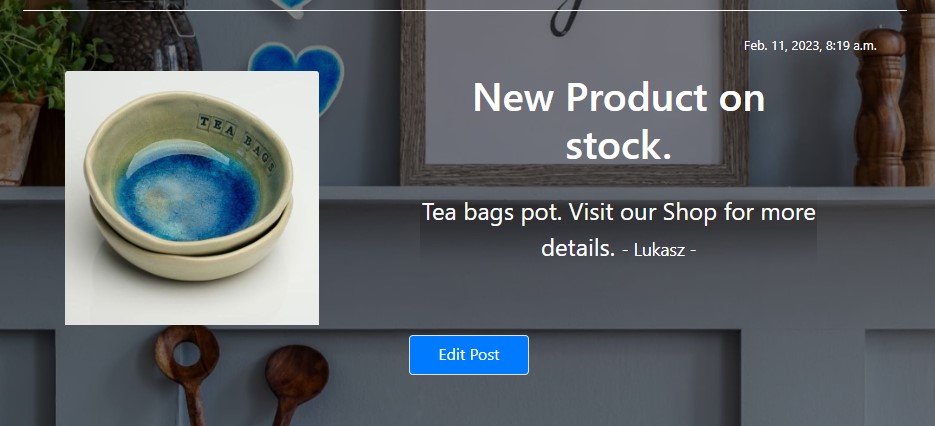 Feb. 11, 2023, 8:19 a.m.
TEA BAGS
New Product on
stock.
Tea bags pot. Visit our Shop for more
details. - Lukasz -
Edit Post